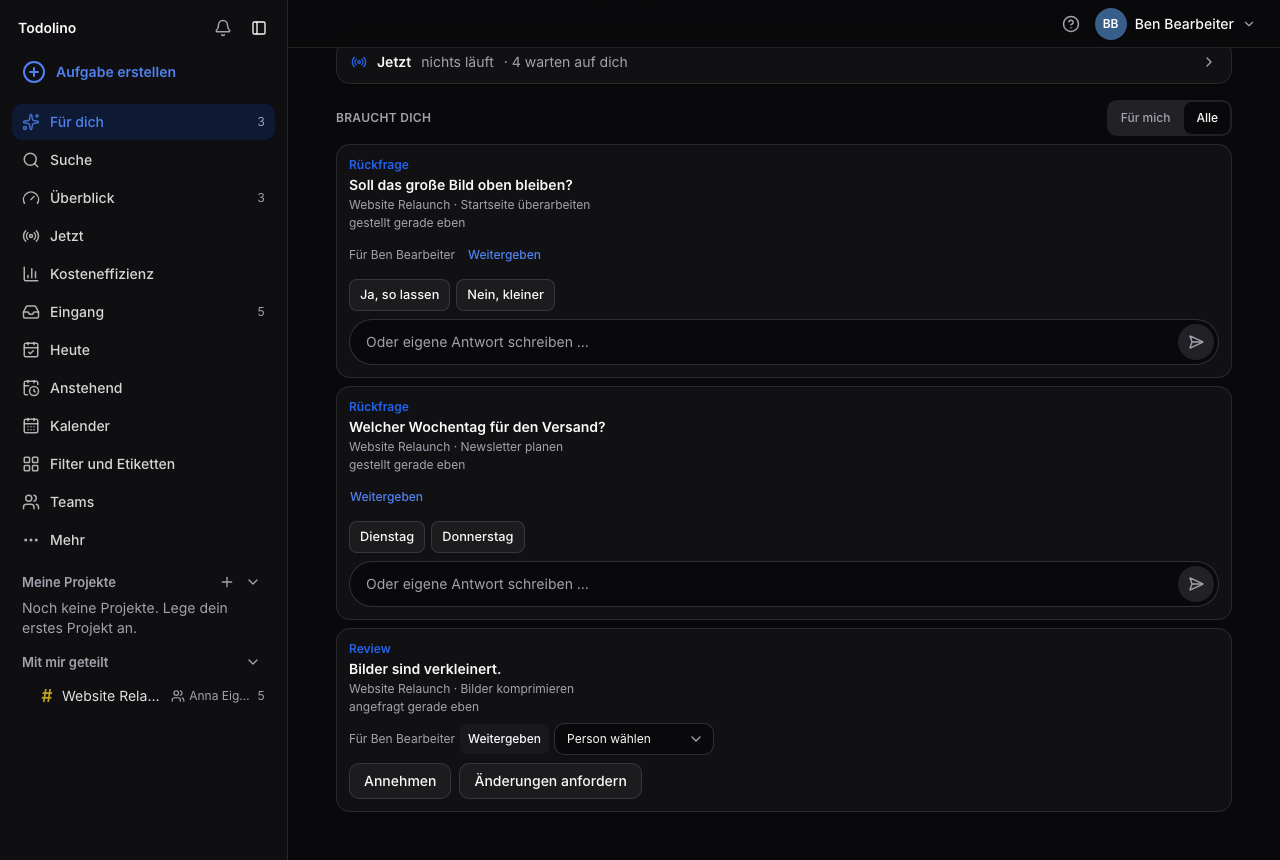 Todolino
Aufgabe erstellen
Für dich 3
Suche
Überblick 3
Jetzt
Kosteneffizienz
Eingang 5
Heute
Anstehend
Kalender
Filter und Etiketten
Teams
Mehr
Meine Projekte
Noch keine Projekte. Lege dein
erstes Projekt an.
Mit mir geteilt
# Website Rela... Anna Eig... 5
BB Ben Bearbeiter
Jetzt nichts läuft · 4 warten auf dich
BRAUCHT DICH
Für mich Alle
Rückfrage
Soll das große Bild oben bleiben?
Website Relaunch · Startseite überarbeiten
gestellt gerade eben
Für Ben Bearbeiter Weitergeben
Ja, so lassen Nein, kleiner
Oder eigene Antwort schreiben ...
Rückfrage
Welcher Wochentag für den Versand?
Website Relaunch · Newsletter planen
gestellt gerade eben
Weitergeben
Dienstag Donnerstag
Oder eigene Antwort schreiben ...
Review
Bilder sind verkleinert.
Website Relaunch · Bilder komprimieren
angefragt gerade eben
Für Ben Bearbeiter Weitergeben Person wählen
Annehmen Änderungen anfordern